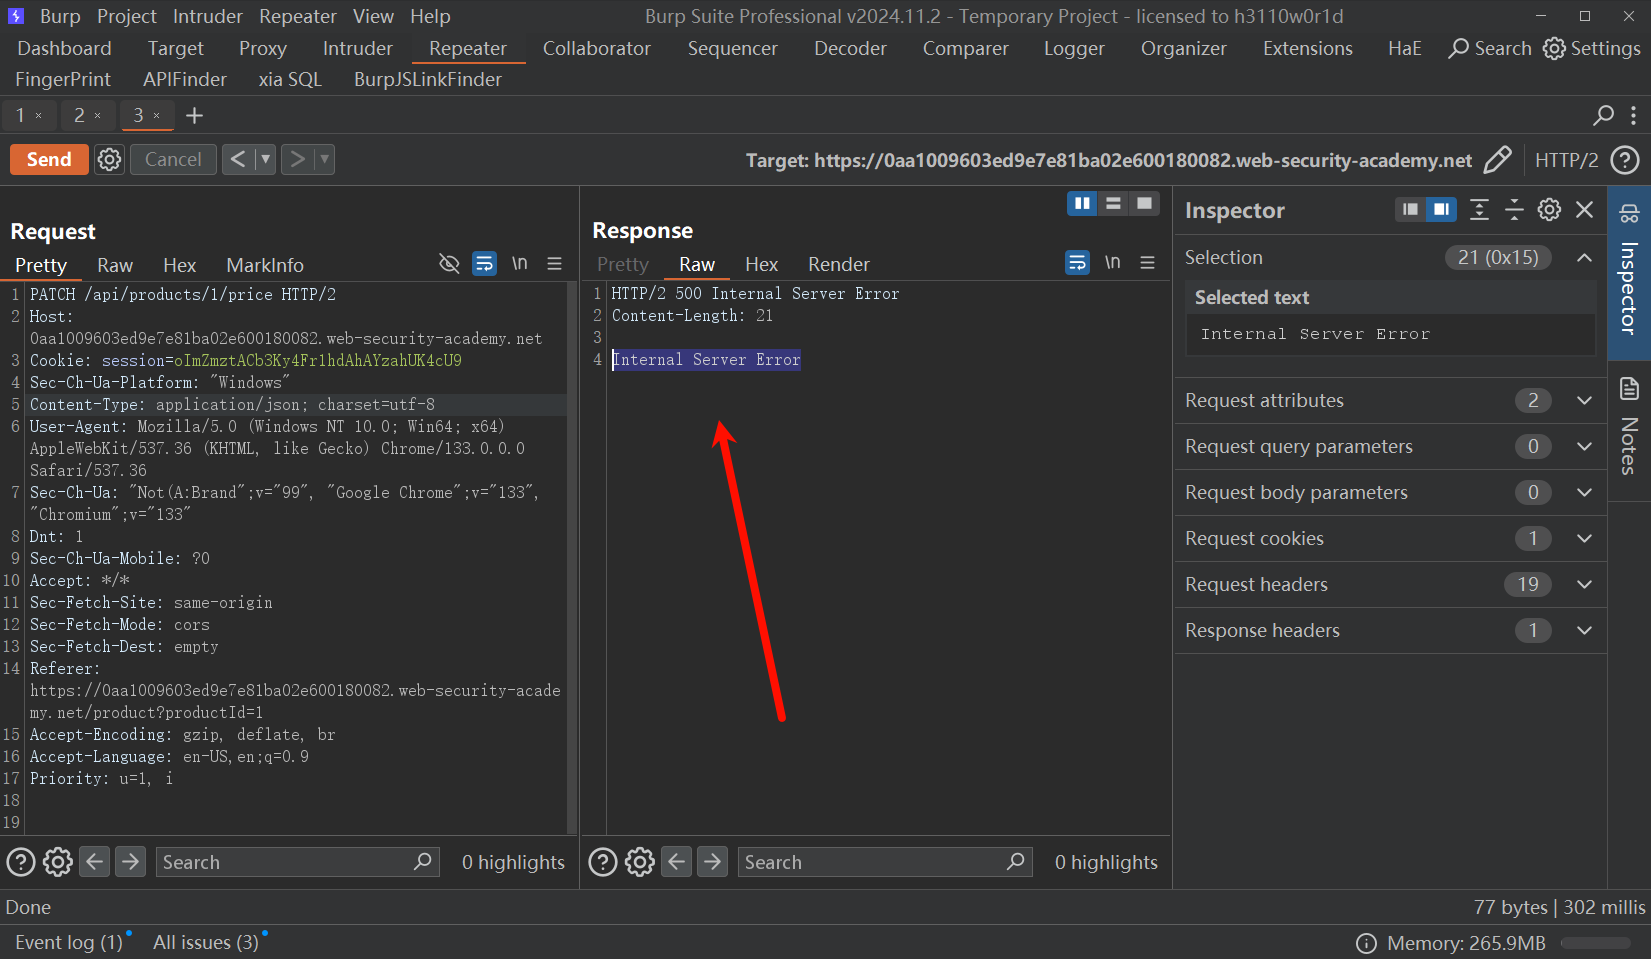 Burp Project Intruder Repeater View Help
Burp Suite Professional v2024.11.2 - Temporary Project - licensed to h3110w0r1d
Dashboard Target Proxy Intruder Repeater Collaborator Sequencer Decoder Comparer Logger Organizer Extensions HaE Search Settings
FingerPrint APIFinder xia SQL BurpJSLinkFinder
1 × 2 × 3 × +
Send Cancel < >
Target: https://0aa1009603ed9e7e81ba02e600180082.web-security-academy.net HTTP/2
Request
Pretty Raw Hex MarkInfo \n
1 PATCH /api/products/1/price HTTP/2
2 Host:
0aa1009603ed9e7e81ba02e600180082.web-security-academy.net
3 Cookie: session=oImZmztACb3Ky4Fr1hdAhAYzahUK4cU9
4 Sec-Ch-Ua-Platform: "Windows"
5 Content-Type: application/json; charset=utf-8
6 User-Agent: Mozilla/5.0 (Windows NT 10.0; Win64; x64)
AppleWebKit/537.36 (KHTML, like Gecko) Chrome/133.0.0.0
Safari/537.36
7 Sec-Ch-Ua: "Not(A:Brand";v="99", "Google Chrome";v="133",
"Chromium";v="133"
8 Dnt: 1
9 Sec-Ch-Ua-Mobile: ?0
10 Accept: */*
11 Sec-Fetch-Site: same-origin
12 Sec-Fetch-Mode: cors
13 Sec-Fetch-Dest: empty
14 Referer:
https://0aa1009603ed9e7e81ba02e600180082.web-security-acade
my.net/product?productId=1
15 Accept-Encoding: gzip, deflate, br
16 Accept-Language: en-US,en;q=0.9
17 Priority: u=1, i
18
19
Search 0 highlights
Response
Pretty Raw Hex Render \n
1 HTTP/2 500 Internal Server Error
2 Content-Length: 21
3
4 Internal Server Error
Search 0 highlights
Inspector
Selection 21 (0x15)
Selected text
Internal Server Error
Request attributes 2
Request query parameters 0
Request body parameters 0
Request cookies 1
Request headers 19
Response headers 1
Inspector
Notes
Done
77 bytes | 302 millis
Event log (1) All issues (3)
Memory: 265.9MB